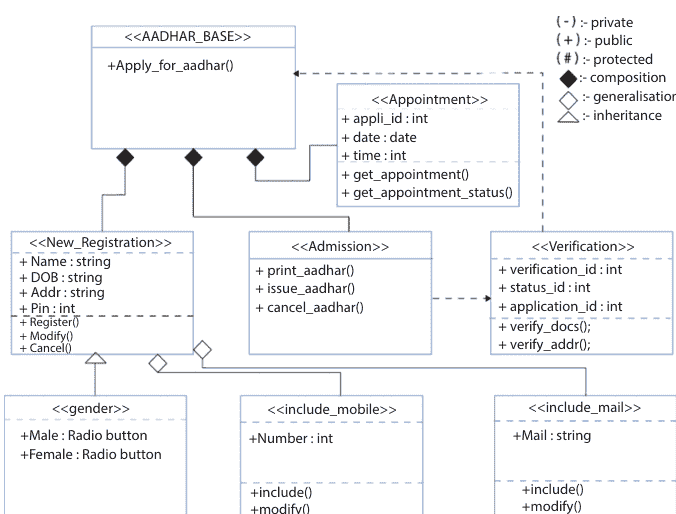 (-) :- private
(+) :- public
(#) :- protected
:- composition
:- generalisation
:- inheritance
<<AADHAR_BASE>>
+Apply_for_aadhar()
<<Appointment>>
+ appli_id : int
+ date : date
+ time : int
+ get_appointment()
+ get_appointment_status()
<<New_Registration>>
+ Name : string
+ DOB : string
+ Addr : string
+ Pin : int
+ Register()
+ Modify()
+ Cancel()
<<Admission>>
+ print_aadhar()
+ issue_aadhar()
+ cancel_aadhar()
<<Verification>>
+ verification_id : int
+ status_id : int
+ application_id : int
+ verify_docs();
+ verify_addr();
<<gender>>
+Male : Radio button
+Female : Radio button
<<include_mobile>>
+Number : int
+include()
+modify()
<<include_mail>>
+Mail : string
+include()
+modify()